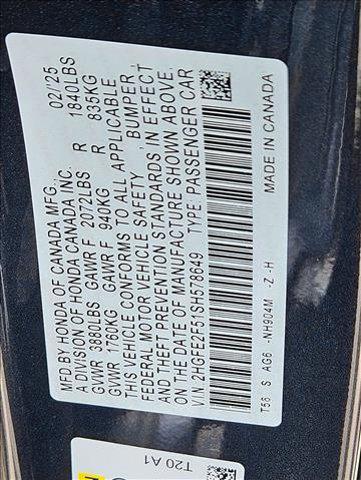 MFD. BY HONDA OF CANADA MFG., 02/'25
A DIVISION OF HONDA CANADA INC.
GVWR 3880LBS GAWR F 2072LBS R 1840LBS
GVWR 1760KG GAWR F 940KG R 835KG
THIS VEHICLE CONFORMS TO ALL APPLICABLE
FEDERAL MOTOR VEHICLE SAFETY BUMPER,
AND THEFT PREVENTION STANDARDS IN EFFECT
ON THE DATE OF MANUFACTURE SHOWN ABOVE.
V.I.N. 2HGFE2F51SH578649 TYPE: PASSENGER CAR
T56 S AG6 -NH904M -Z -H MADE IN CANADA
T20 A1